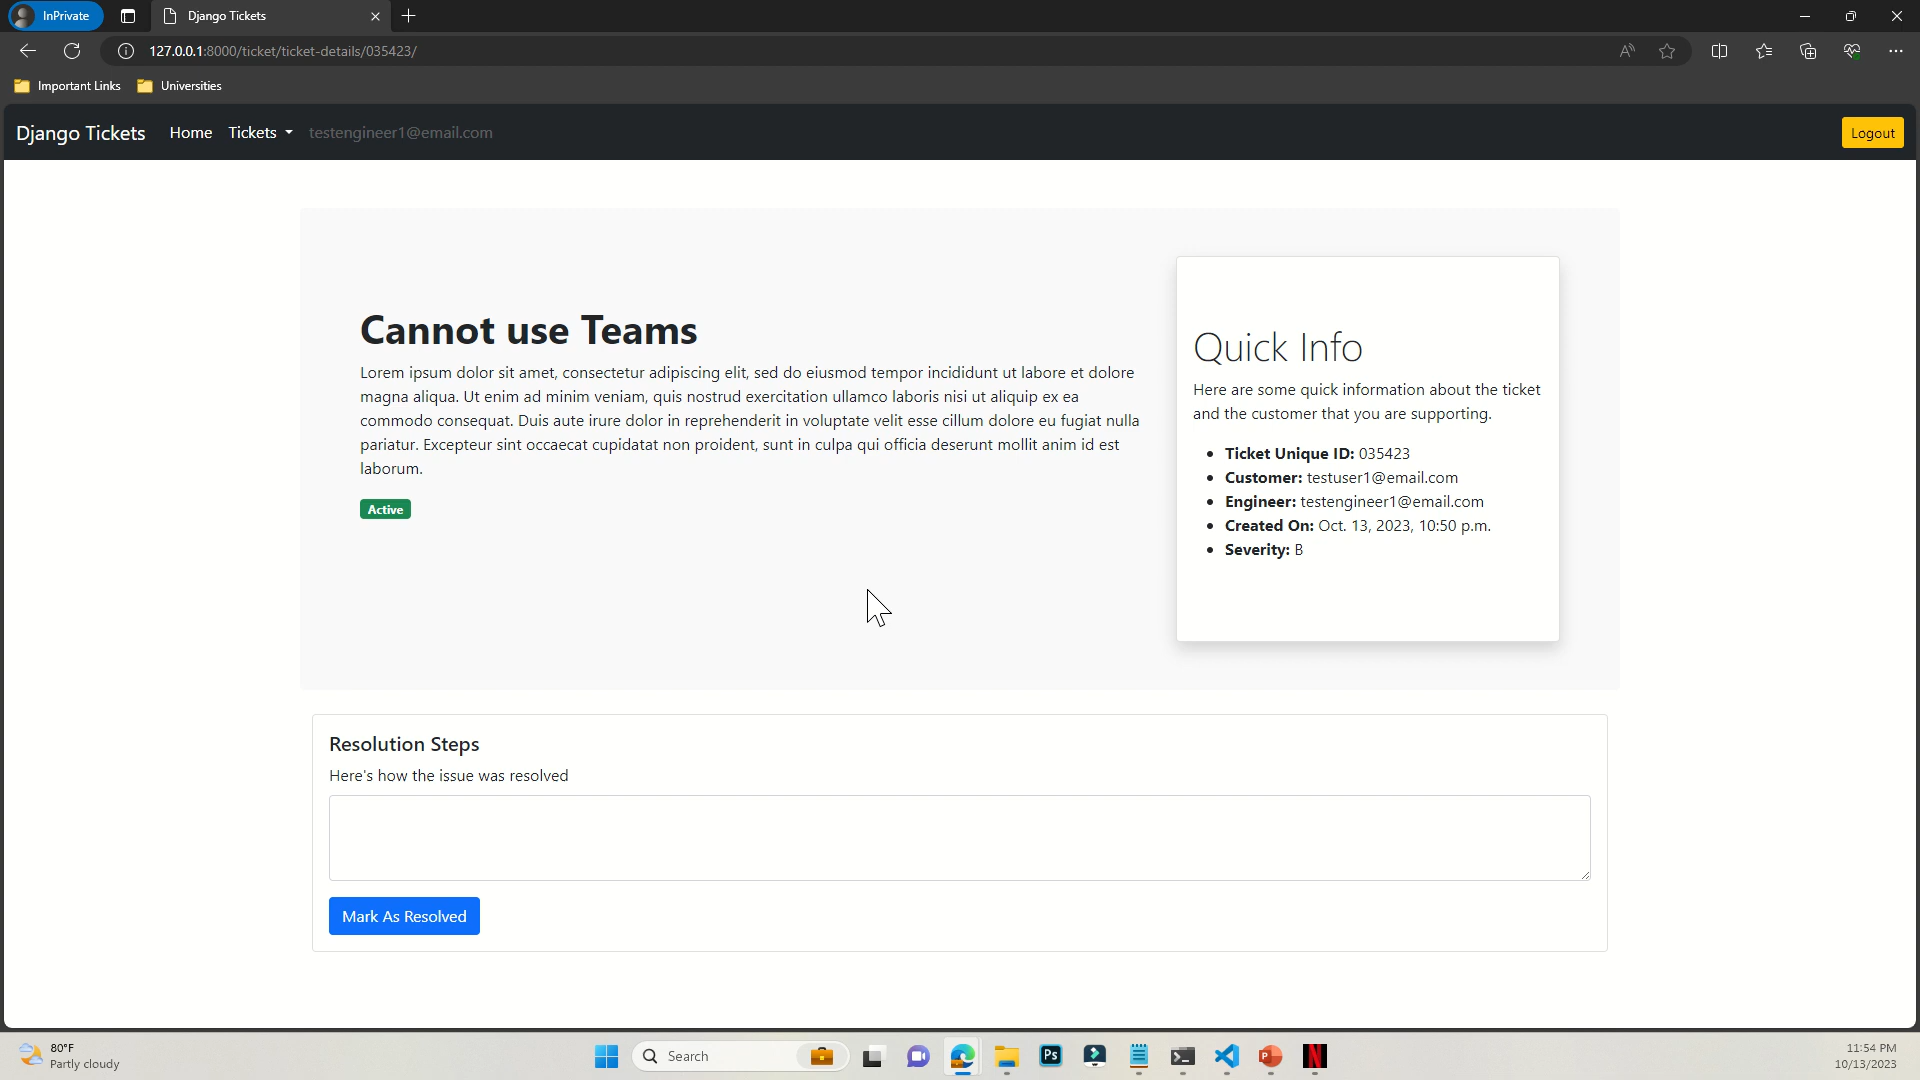 InPrivate
Django Tickets
127.0.0.1:8000/ticket/ticket-details/035423/
Important Links
Universities
Django Tickets
Home
Tickets
testengineer1@email.com
Logout
Cannot use Teams
Lorem ipsum dolor sit amet, consectetur adipiscing elit, sed do eiusmod tempor incididunt ut labore et dolore
magna aliqua. Ut enim ad minim veniam, quis nostrud exercitation ullamco laboris nisi ut aliquip ex ea
commodo consequat. Duis aute irure dolor in reprehenderit in voluptate velit esse cillum dolore eu fugiat nulla
pariatur. Excepteur sint occaecat cupidatat non proident, sunt in culpa qui officia deserunt mollit anim id est
laborum.
Active
Quick Info
Here are some quick information about the ticket
and the customer that you are supporting.
Ticket Unique ID: 035423
Customer: testuser1@email.com
Engineer: testengineer1@email.com
Created On: Oct. 13, 2023, 10:50 p.m.
Severity: B
Resolution Steps
Here's how the issue was resolved
Mark As Resolved
80°F
Partly cloudy
Search
Ps
P
N
11:54 PM
10/13/2023